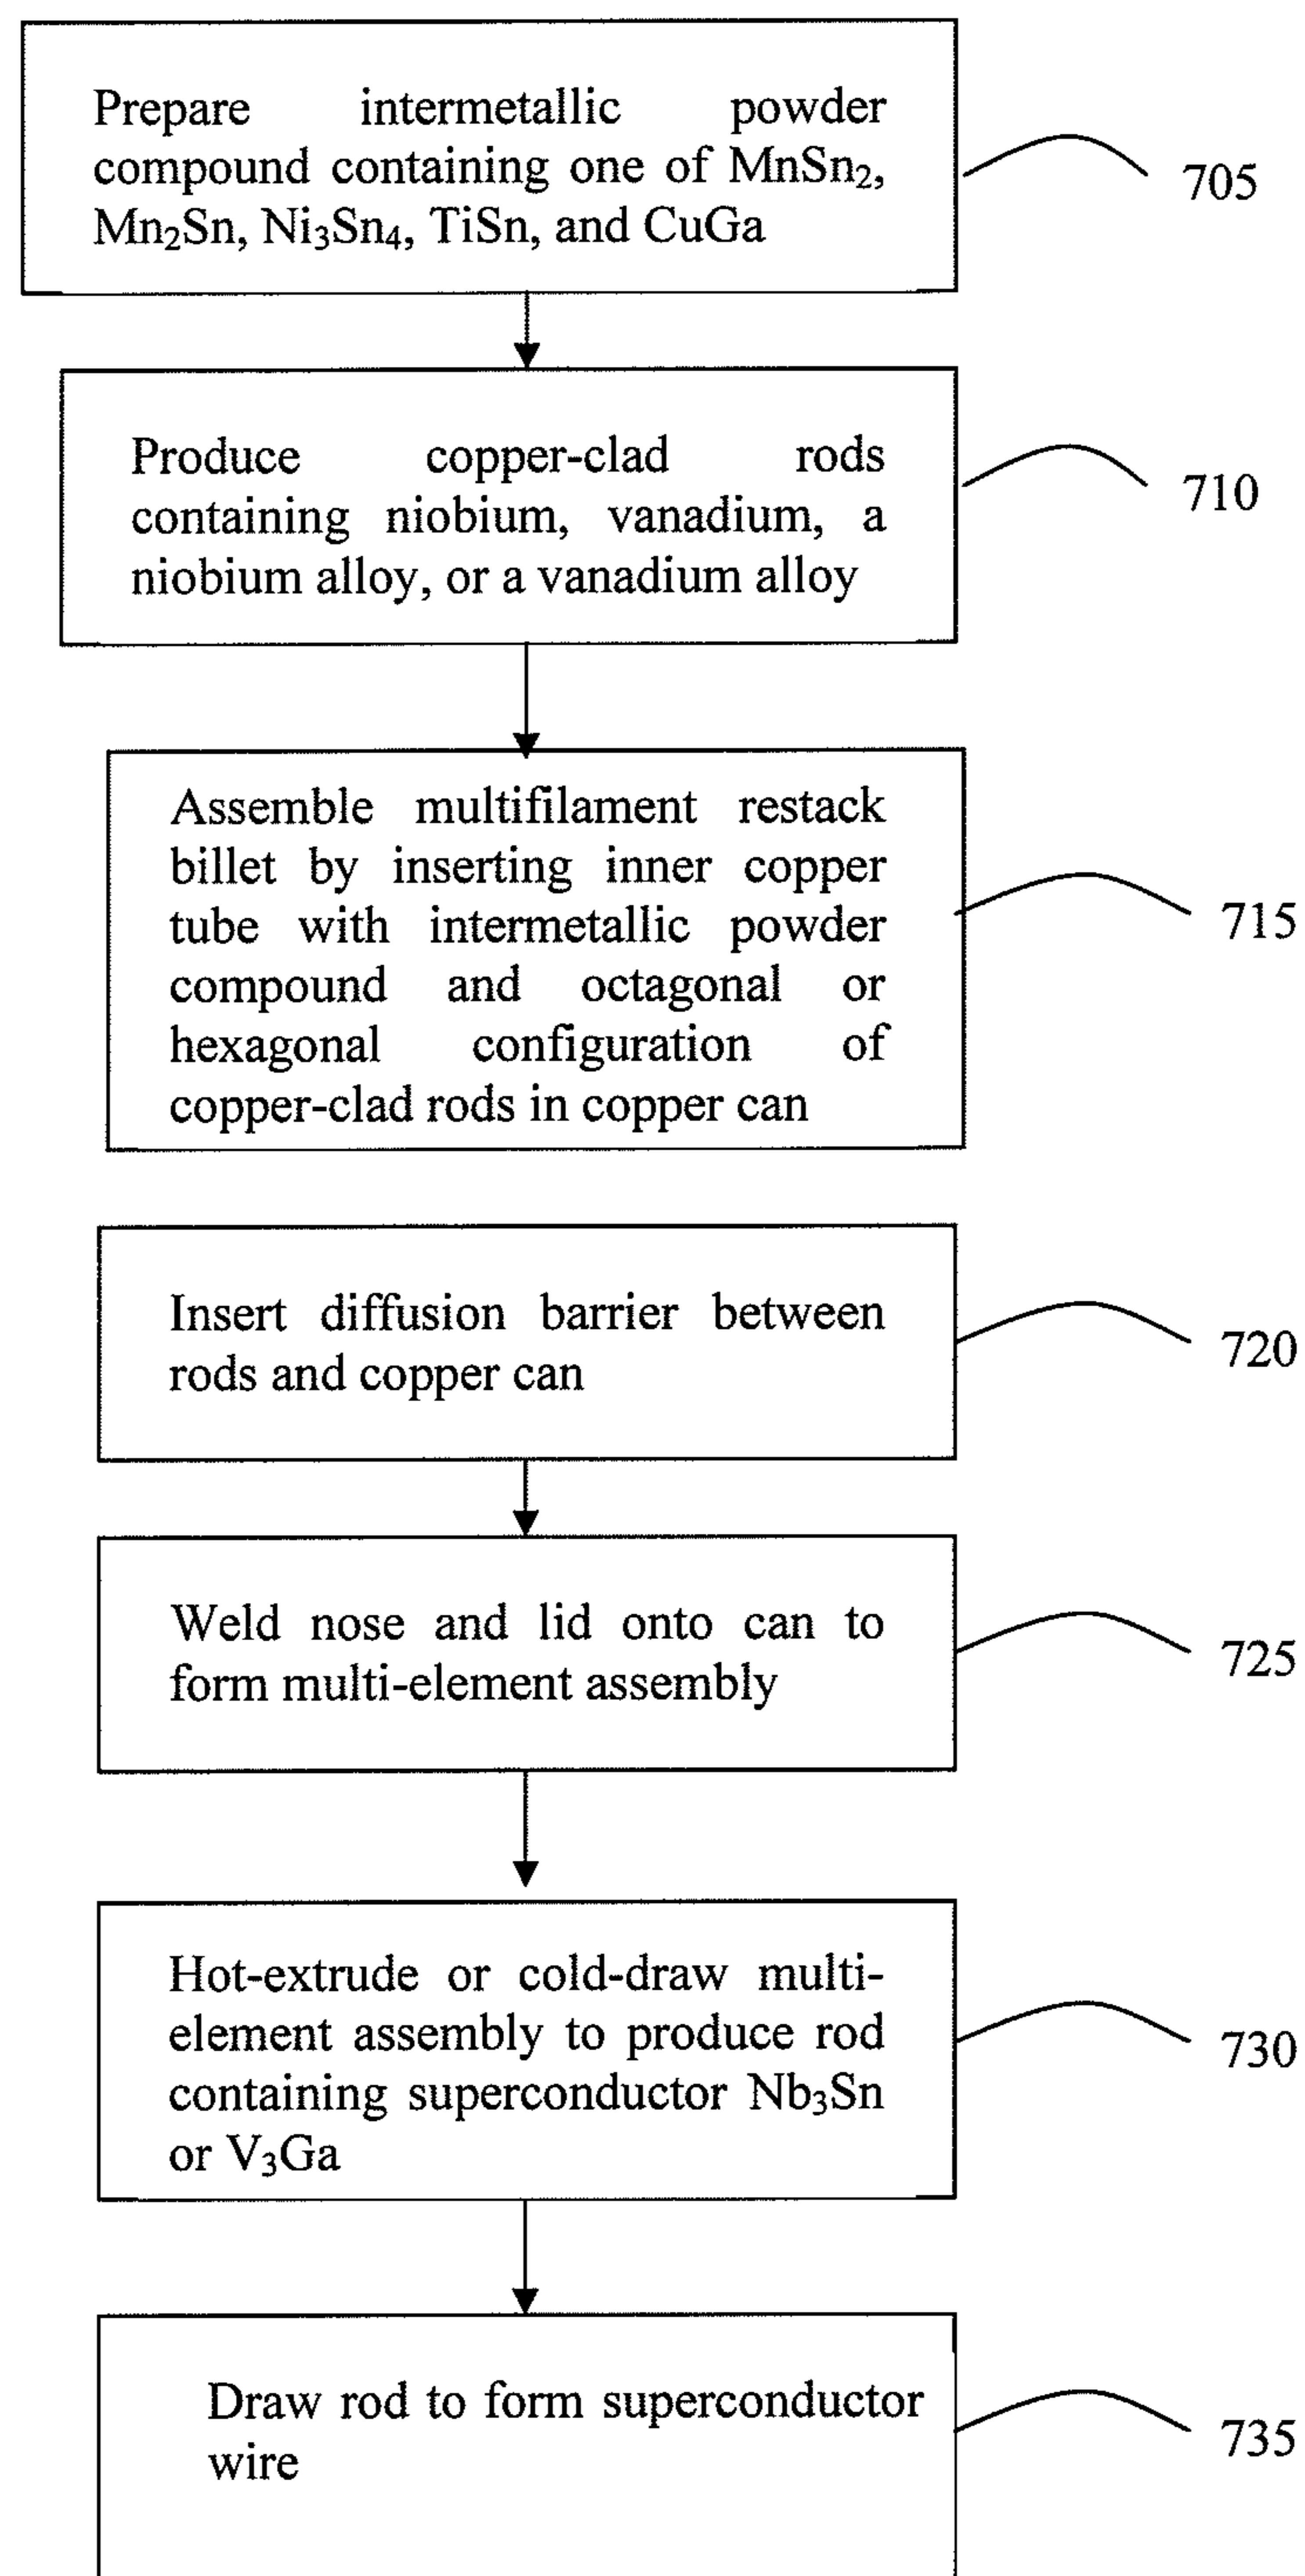 Prepare intermetallic powder
compound containing one of MnSn₂,
Mn₂Sn, Ni₃Sn₄, TiSn, and CuGa
705
Produce copper-clad rods
containing niobium, vanadium, a
niobium alloy, or a vanadium alloy
710
Assemble multifilament restack
billet by inserting inner copper
tube with intermetallic powder
compound and octagonal or
hexagonal configuration of
copper-clad rods in copper can
715
Insert diffusion barrier between
rods and copper can
720
Weld nose and lid onto can to
form multi-element assembly
725
Hot-extrude or cold-draw multi-
element assembly to produce rod
containing superconductor Nb₃Sn
or V₃Ga
730
Draw rod to form superconductor
wire
735